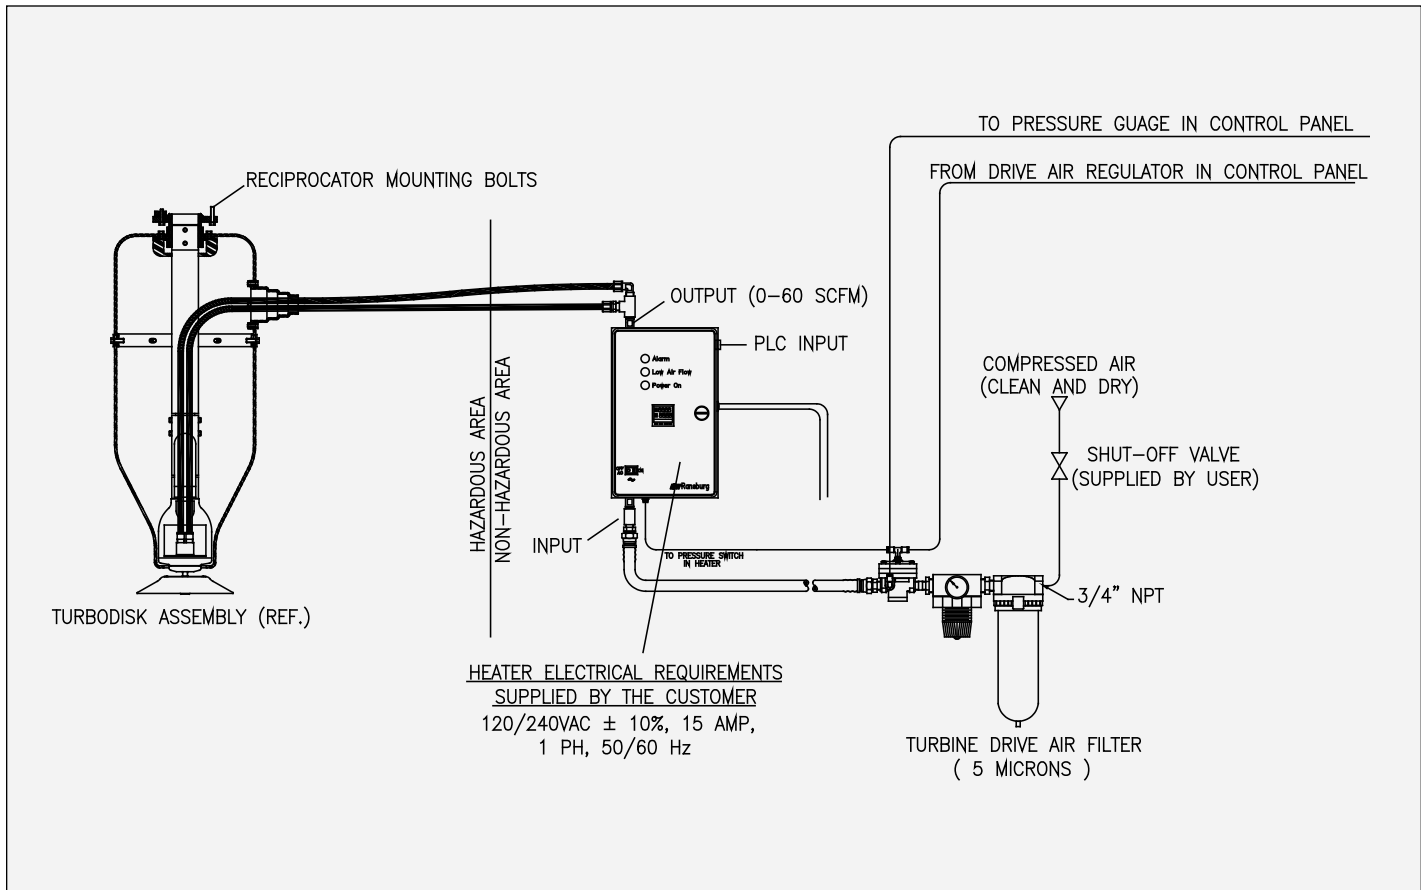 TO PRESSURE GUAGE IN CONTROL PANEL
FROM DRIVE AIR REGULATOR IN CONTROL PANEL
RECIPROCATOR MOUNTING BOLTS
OUTPUT (0-60 SCFM)
PLC INPUT
Alarm
Low Air Flow
Power On
COMPRESSED AIR
(CLEAN AND DRY)
SHUT-OFF VALVE
(SUPPLIED BY USER)
HAZARDOUS AREA
NON-HAZARDOUS AREA
Ransburg
INPUT
TO PRESSURE SWITCH
IN HEATER
3/4" NPT
TURBODISK ASSEMBLY (REF.)
HEATER ELECTRICAL REQUIREMENTS
SUPPLIED BY THE CUSTOMER
120/240VAC ± 10%, 15 AMP,
1 PH, 50/60 Hz
TURBINE DRIVE AIR FILTER
( 5 MICRONS )